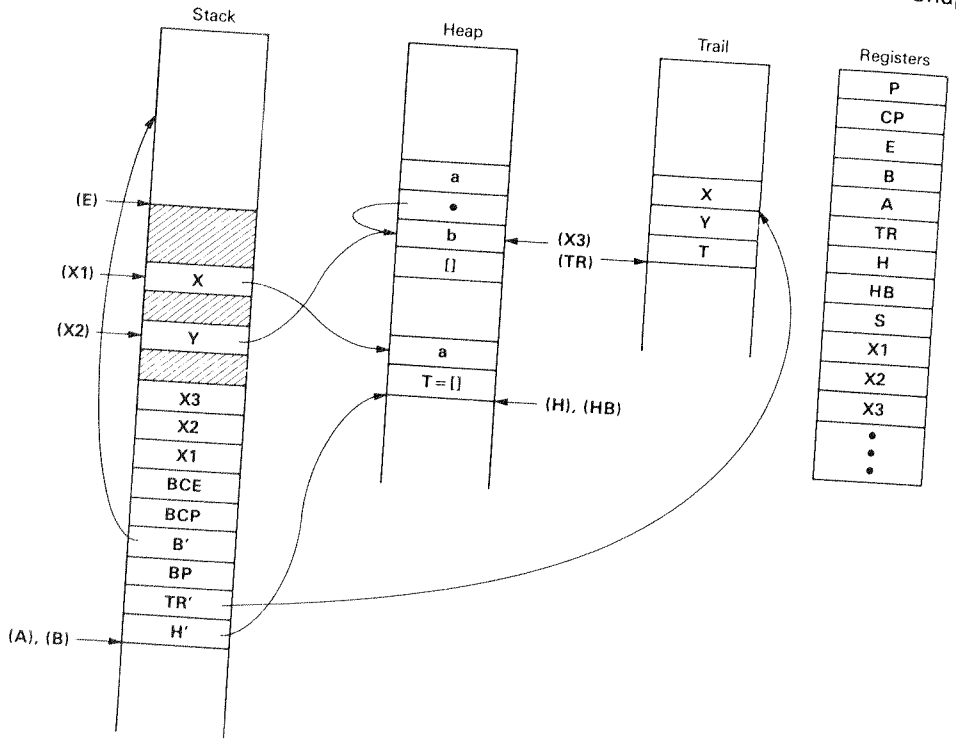 Stack
Heap
Trail
Registers
(E)
(X1)
X
(X2)
Y
X3
X2
X1
BCE
BCP
B′
BP
TR′
(A), (B)
H′
a
•
b
[]
a
T = []
(X3)
(TR)
(H), (HB)
X
Y
T
P
CP
E
B
A
TR
H
HB
S
X1
X2
X3
•
•
•